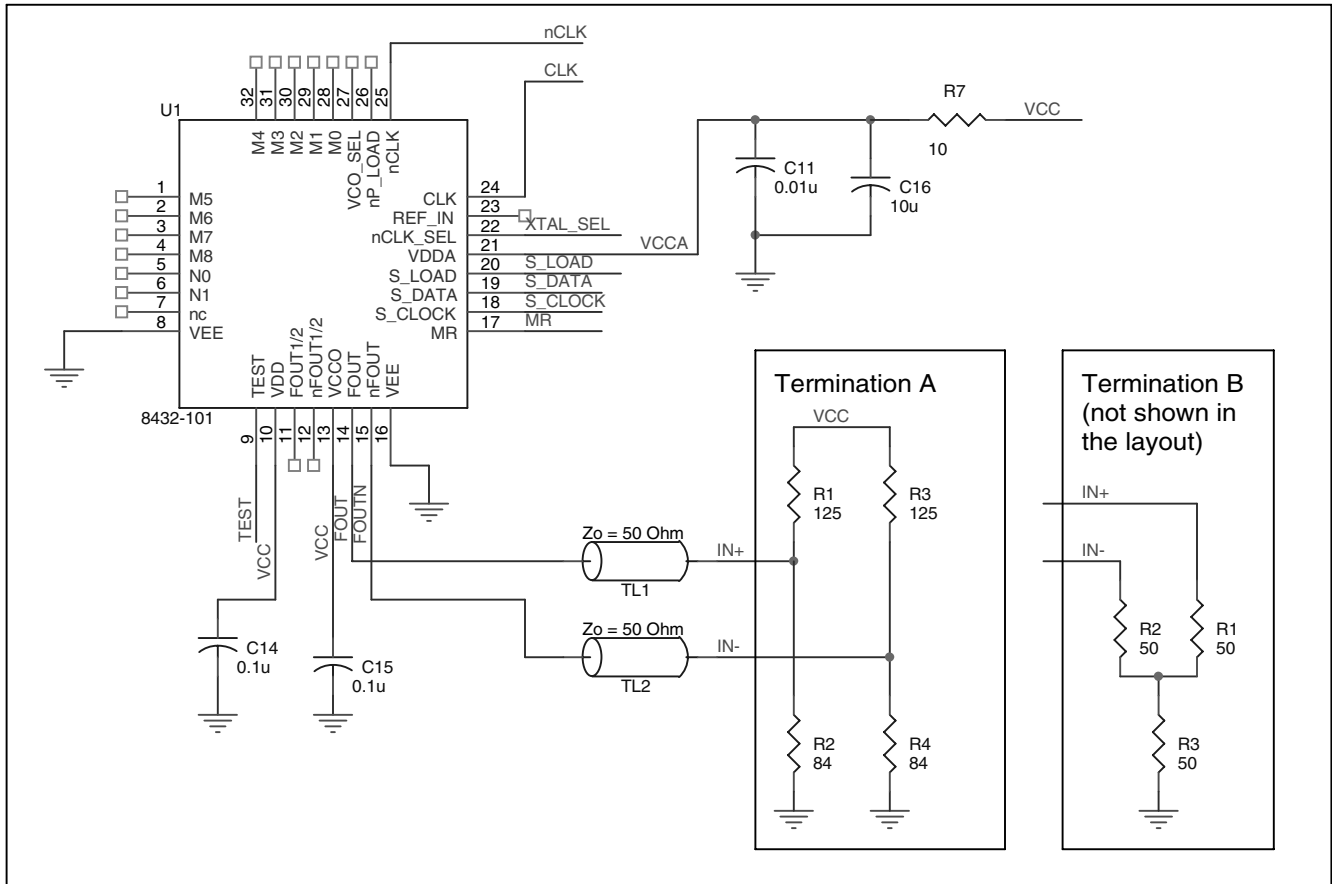 nCLK
CLK
U1
32
31
30
29
28
27
26
25
M4
M3
M2
M1
M0
VCO_SEL
nP_LOAD
nCLK
1
2
3
4
5
6
7
8
M5
M6
M7
M8
N0
N1
nc
VEE
CLK
REF_IN
nCLK_SEL
VDDA
S_LOAD
S_DATA
S_CLOCK
MR
24
23
22
21
20
19
18
17
XTAL_SEL
VCCA
S_LOAD
S_DATA
S_CLOCK
MR
TEST
VDD
FOUT1/2
nFOUT1/2
VCCO
FOUT
nFOUT
VEE
8432-101
9
10
11
12
13
14
15
16
TEST
VCC
VCC
FOUT
FOUTN
C14
0.1u
C15
0.1u
R7
10
VCC
C11
0.01u
C16
10u
Zo = 50 Ohm
TL1
IN+
Zo = 50 Ohm
TL2
IN-
Termination A
VCC
R1
125
R3
125
R2
84
R4
84
Termination B
(not shown in
the layout)
IN+
IN-
R2
50
R1
50
R3
50